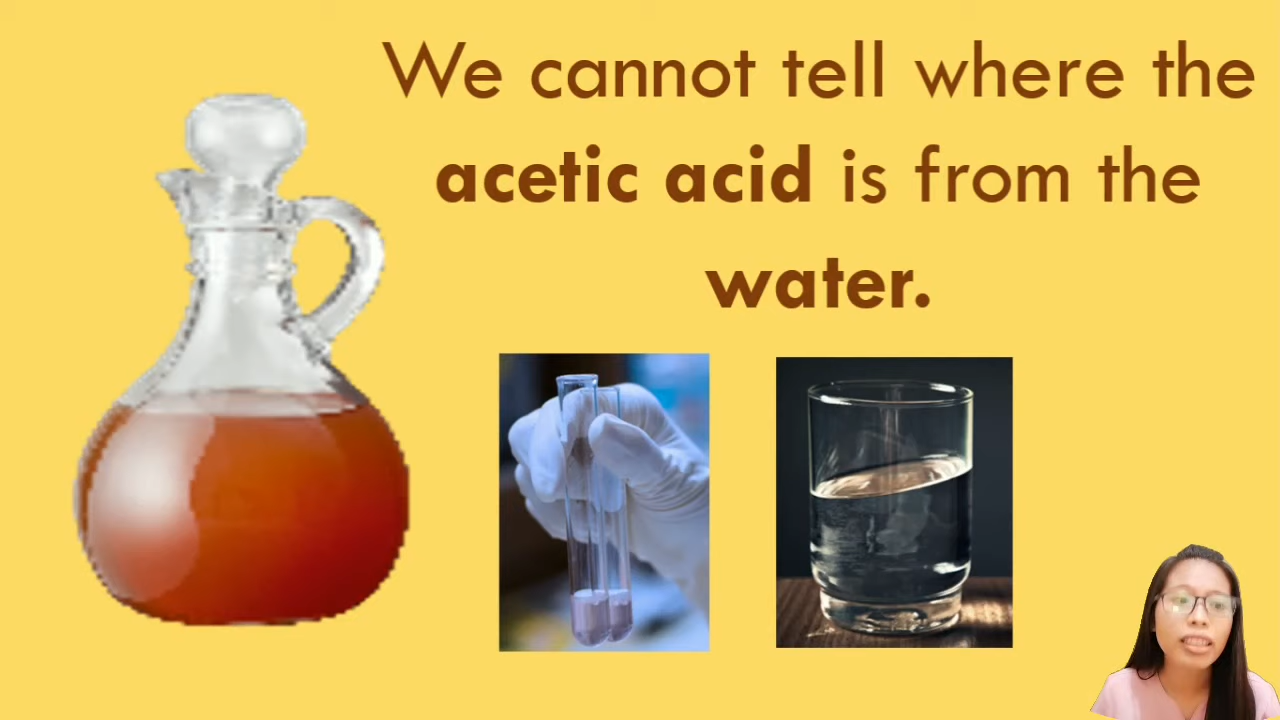 We cannot tell where the
acetic acid is from the
water.